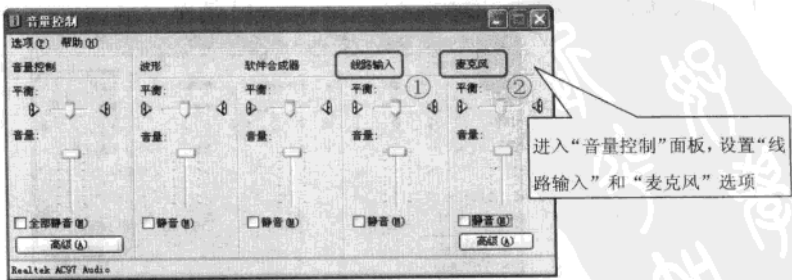 音量控制
选项(P) 帮助(H)
音量控制 波形 软件合成器 线路输入 麦克风
平衡: 平衡: 平衡: 平衡: ① 平衡: ②
音量: 音量: 音量: 音量: 音量:
全部静音(M) 静音(M) 静音(M) 静音(M) 静音(M)
高级(A) 高级(A)
Realtek AC97 Audio
进入“音量控制”面板，设置“线
路输入”和“麦克风”选项